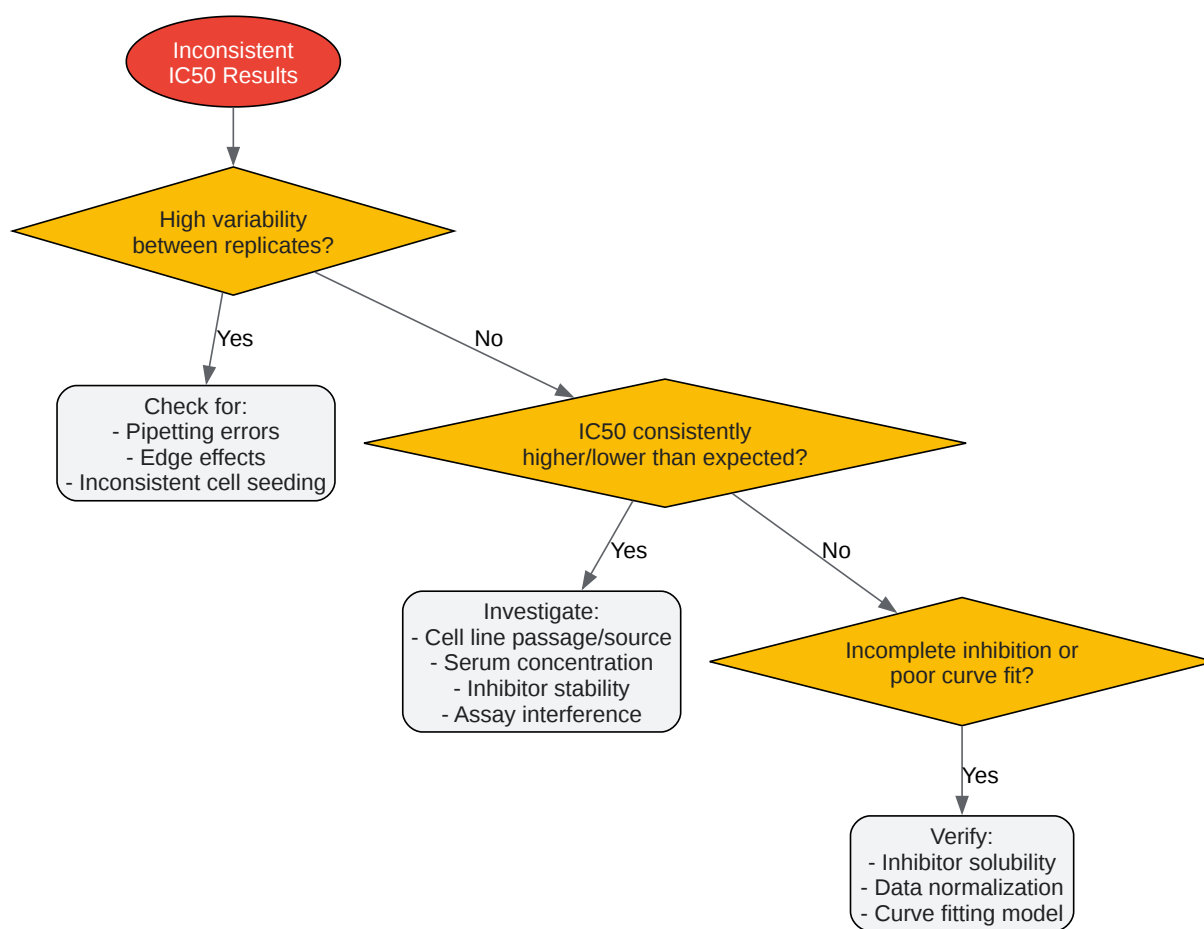 Inconsistent
IC50 Results
High variability
between replicates?
Yes
No
Check for:
- Pipetting errors
- Edge effects
- Inconsistent cell seeding
IC50 consistently
higher/lower than expected?
Yes
No
Investigate:
- Cell line passage/source
- Serum concentration
- Inhibitor stability
- Assay interference
Incomplete inhibition or
poor curve fit?
Yes
Verify:
- Inhibitor solubility
- Data normalization
- Curve fitting model